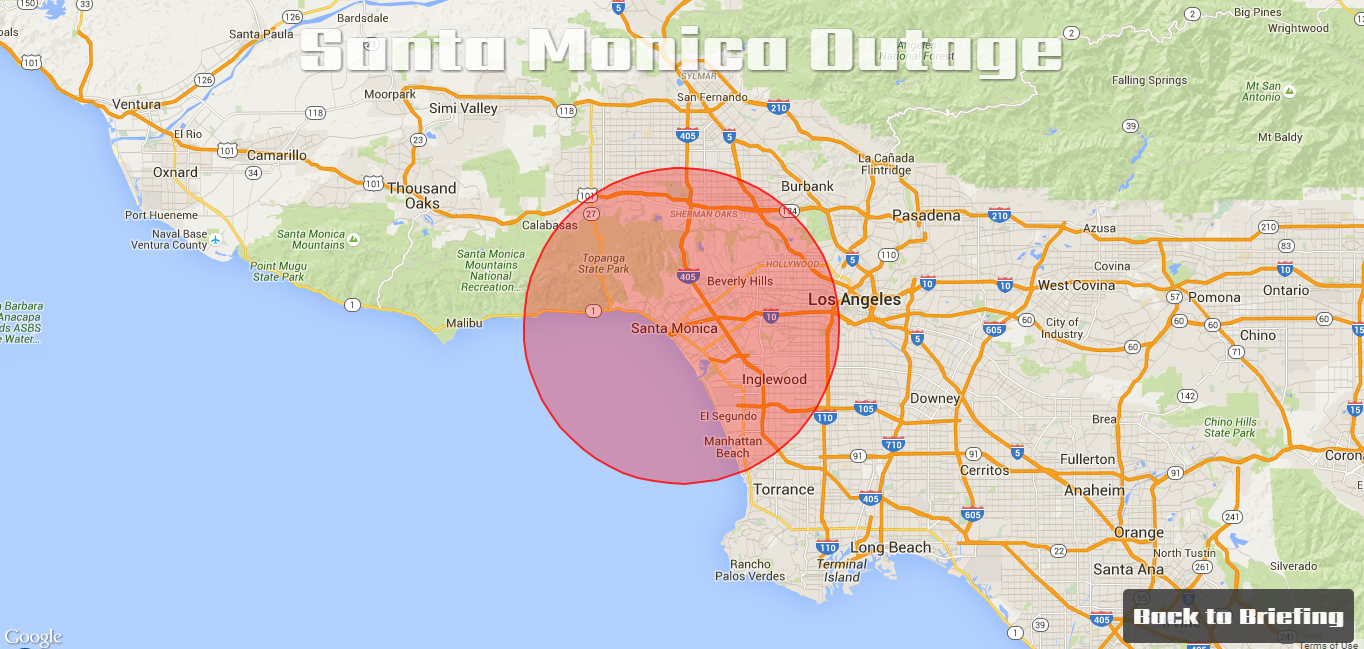 Santa Monica Outage
Back to Briefing
150
33
126
Bardsdale
5
2
Big Pines
Wrightwood
Santa Paula
101
126
Moorpark
Simi Valley
118
118
SYLMAR
San Fernando
210
Angeles
National Forest
2
Falling Springs
Mt San
Antonio
Mt Baldy
39
Ventura
El Rio
101
Camarillo
34
Oxnard
23
101
Thousand
Oaks
Port Hueneme
Naval Base
Ventura County
Santa Monica
Mountains
Point Mugu
State Park
Santa Monica
Mountains
National
Recreation...
1
Malibu
Calabasas
101
27
405
5
La Cañada
Flintridge
Burbank
134
SHERMAN OAKS
Pasadena
210
Azusa
210
83
Topanga
State Park
HOLLYWOOD
5
110
405
Beverly Hills
Covina
10
10
10
West Covina
57
Pomona
Ontario
Los Angeles
1
10
Santa Monica
605
60
City of
Industry
60
60
60
15
5
60
71
Chino
Barbara
Anacapa
ds ASBS
Water...
Inglewood
Downey
142
105
110
El Segundo
Manhattan
Beach
710
91
91
5
Brea
Chino Hills
State Park
15
Fullerton
Cerritos
91
91
Corona
Torrance
405
Anaheim
605
241
Orange
110
Long Beach
22
North Tustin
261
Santa Ana
Silverado
Rancho
Palos Verdes
Terminal
Island
55
5
405
39
1
241
405
Google
Terms of Use